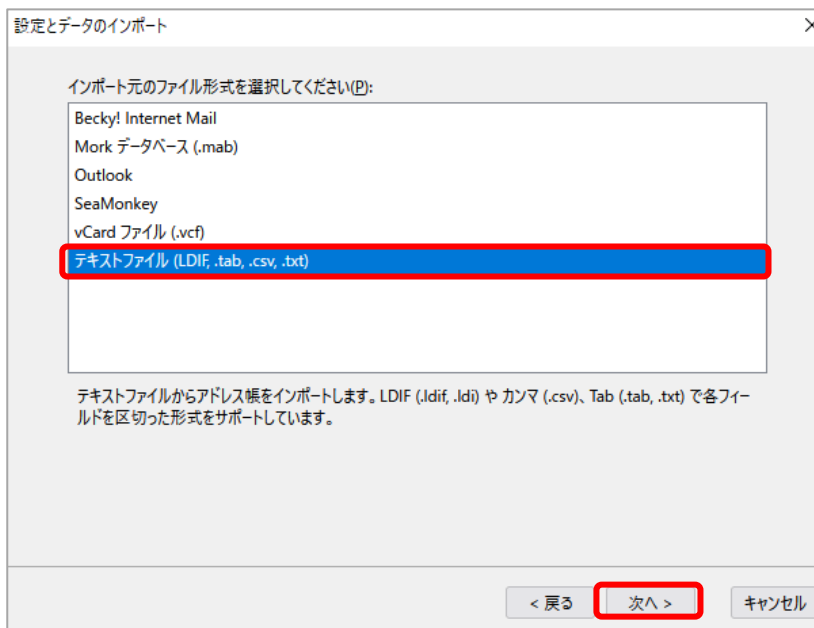 設定とデータのインポート
インポート元のファイル形式を選択してください(P):
Becky! Internet Mail
Mork データベース (.mab)
Outlook
SeaMonkey
vCard ファイル (.vcf)
テキストファイル (LDIF, .tab, .csv, .txt)
テキストファイルからアドレス帳をインポートします。LDIF (.ldif, .ldi) や カンマ (.csv)、Tab (.tab, .txt) で各フィー
ルドを区切った形式をサポートしています。
< 戻る 次へ > キャンセル